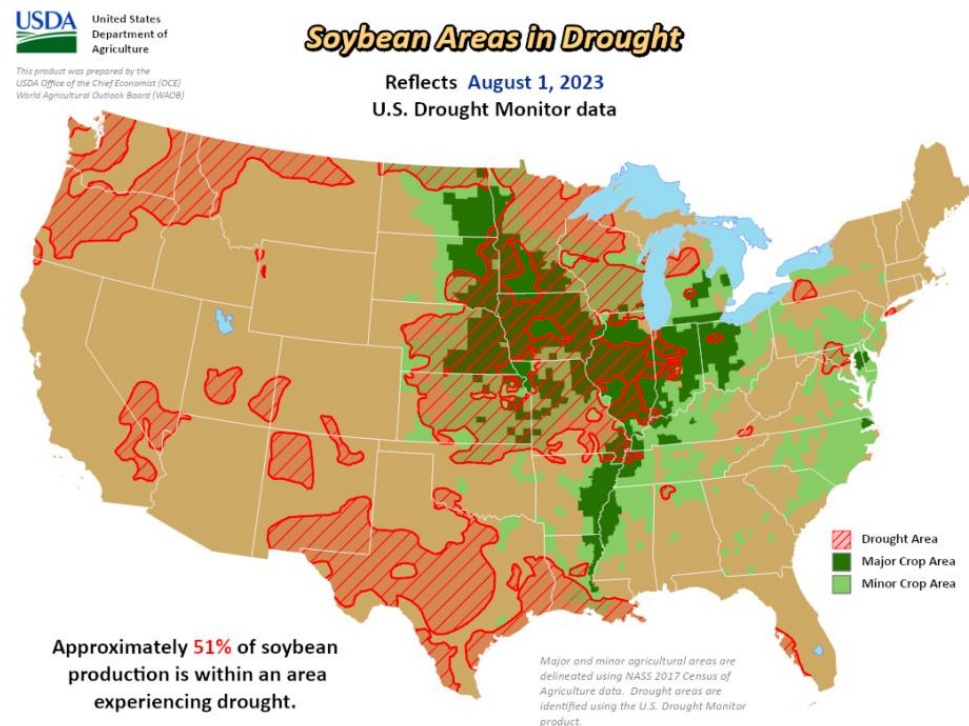 USDA
United States
Department of
Agriculture
This product was prepared by the
USDA Office of the Chief Economist (OCE)
World Agricultural Outlook Board (WAOB)
Soybean Areas in Drought
Reflects August 1, 2023
U.S. Drought Monitor data
Drought Area
Major Crop Area
Minor Crop Area
Approximately 51% of soybean
production is within an area
experiencing drought.
Major and minor agricultural areas are
delineated using NASS 2017 Census of
Agriculture data. Drought areas are
identified using the U.S. Drought Monitor
product.